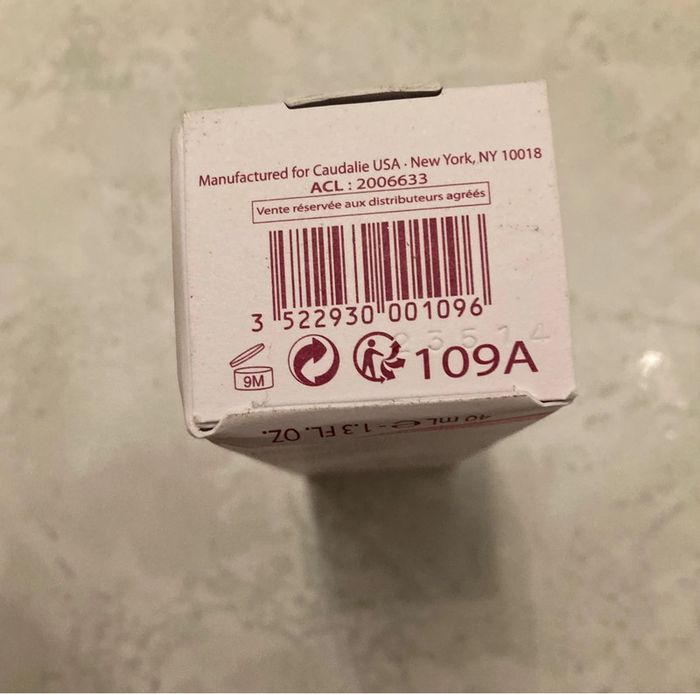 Manufactured for Caudalie USA · New York, NY 10018
ACL : 2006633
Vente réservée aux distributeurs agréés
3 522930 001096
9M
109A
40 mL e - 1.3 FL. OZ.